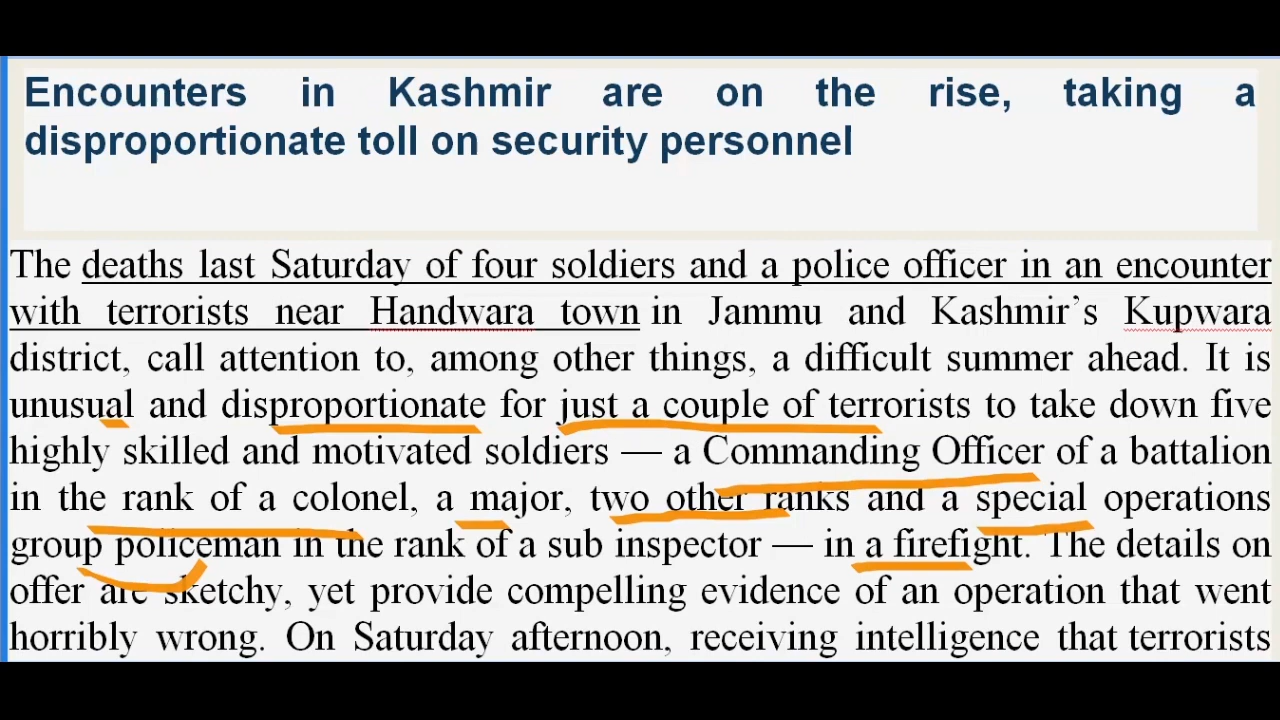 Encounters in Kashmir are on the rise, taking a
disproportionate toll on security personnel
The deaths last Saturday of four soldiers and a police officer in an encounter
with terrorists near Handwara town in Jammu and Kashmir’s Kupwara
district, call attention to, among other things, a difficult summer ahead. It is
unusual and disproportionate for just a couple of terrorists to take down five
highly skilled and motivated soldiers — a Commanding Officer of a battalion
in the rank of a colonel, a major, two other ranks and a special operations
group policeman in the rank of a sub inspector — in a firefight. The details on
offer are sketchy, yet provide compelling evidence of an operation that went
horribly wrong. On Saturday afternoon, receiving intelligence that terrorists